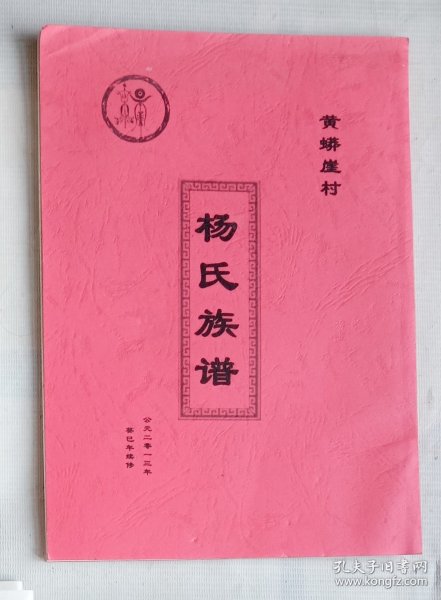 黄蟒崖村
杨氏族谱
公元二零一三年
癸巳年续修
孔夫子旧书网
www.kongfz.com